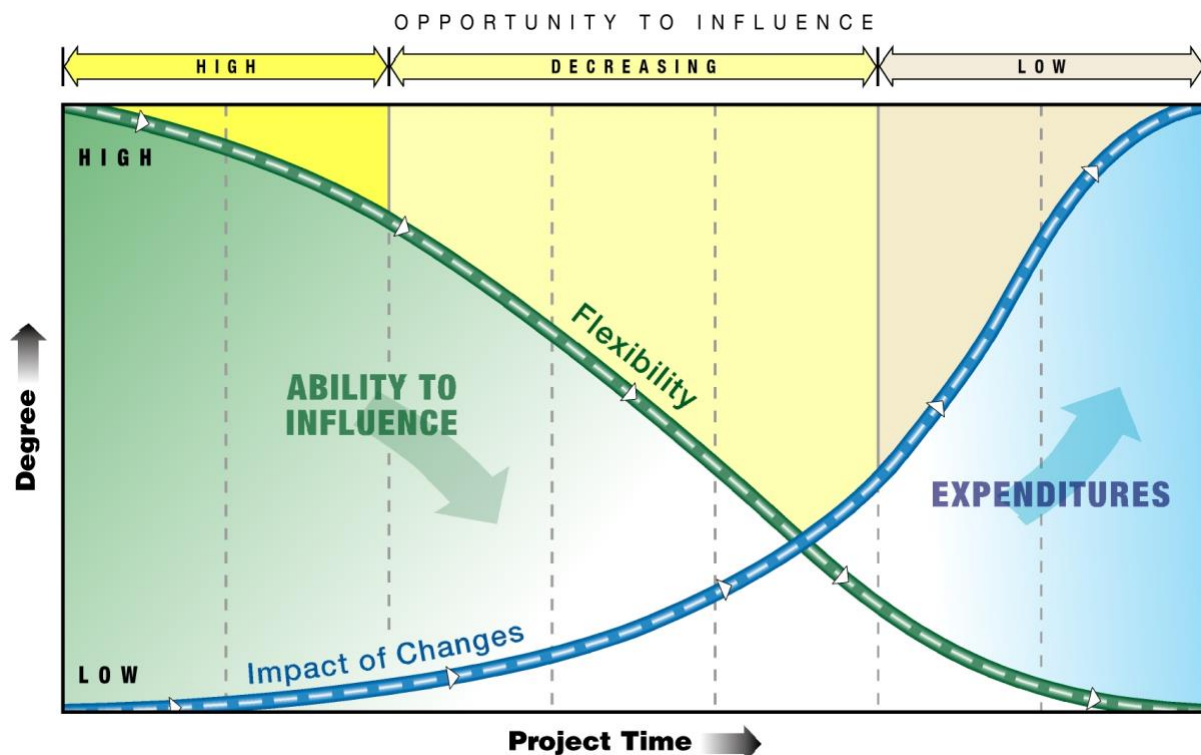 OPPORTUNITY TO INFLUENCE
HIGH
DECREASING
LOW
HIGH
Flexibility
ABILITY TO
INFLUENCE
Degree
EXPENDITURES
Impact of Changes
LOW
Project Time